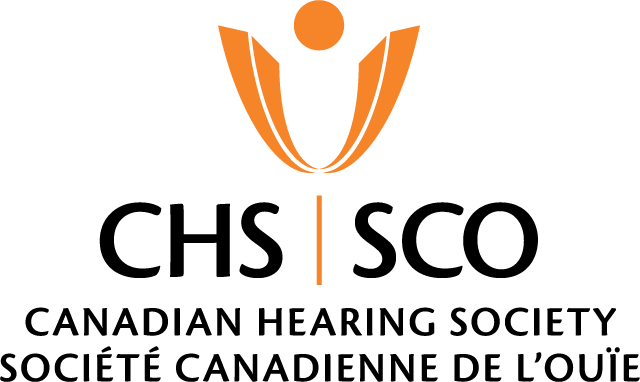 CHS | SCO
CANADIAN HEARING SOCIETY
SOCIÉTÉ CANADIENNE DE L'OUÏE